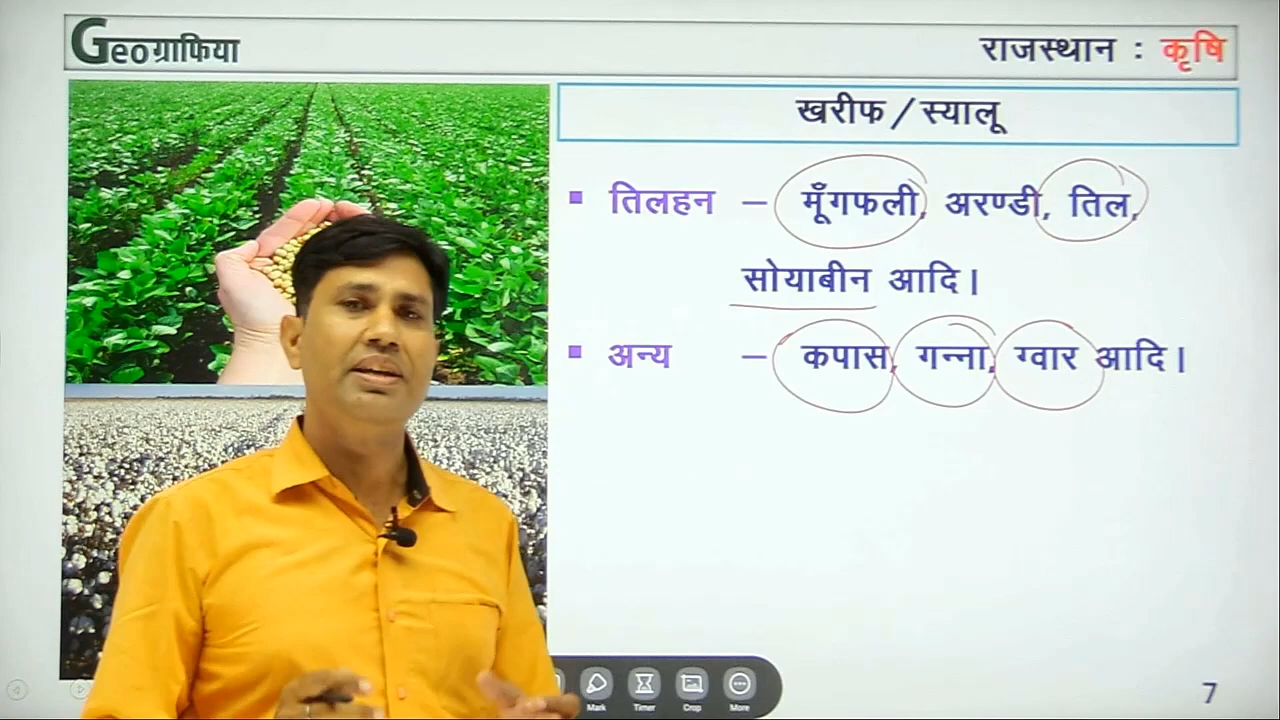 Geoग्राफिया
राजस्थान : कृषि
खरीफ / स्यालू
▪ तिलहन – मूँगफली, अरण्डी, तिल,
सोयाबीन आदि।
▪ अन्य – कपास, गन्ना, ग्वार आदि।
Mark Timer Crop More
7